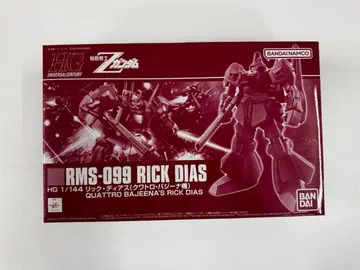 HG
UNIVERSAL CENTURY
機動戦士
Zガンダム
BANDAI NAMCO
RMS-099 RICK DIAS
HG 1/144 リック・ディアス(クワトロ・バジーナ機)
QUATTRO BAJEENA'S RICK DIAS
BAN
DAI